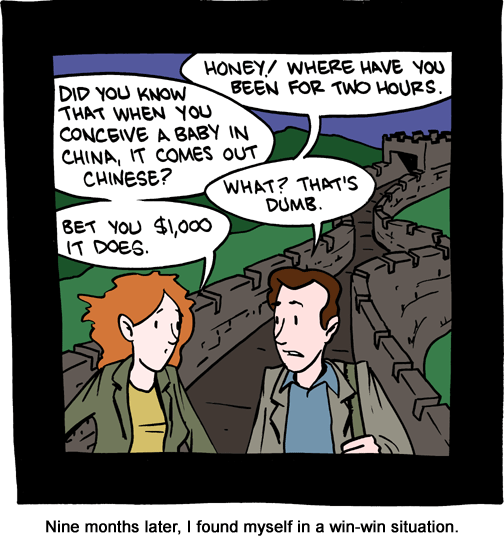 HONEY! WHERE HAVE YOU
BEEN FOR TWO HOURS.
DID YOU KNOW
THAT WHEN YOU
CONCEIVE A BABY IN
CHINA, IT COMES OUT
CHINESE?
WHAT? THAT'S
DUMB.
BET YOU $1,000
IT DOES.
Nine months later, I found myself in a win-win situation.